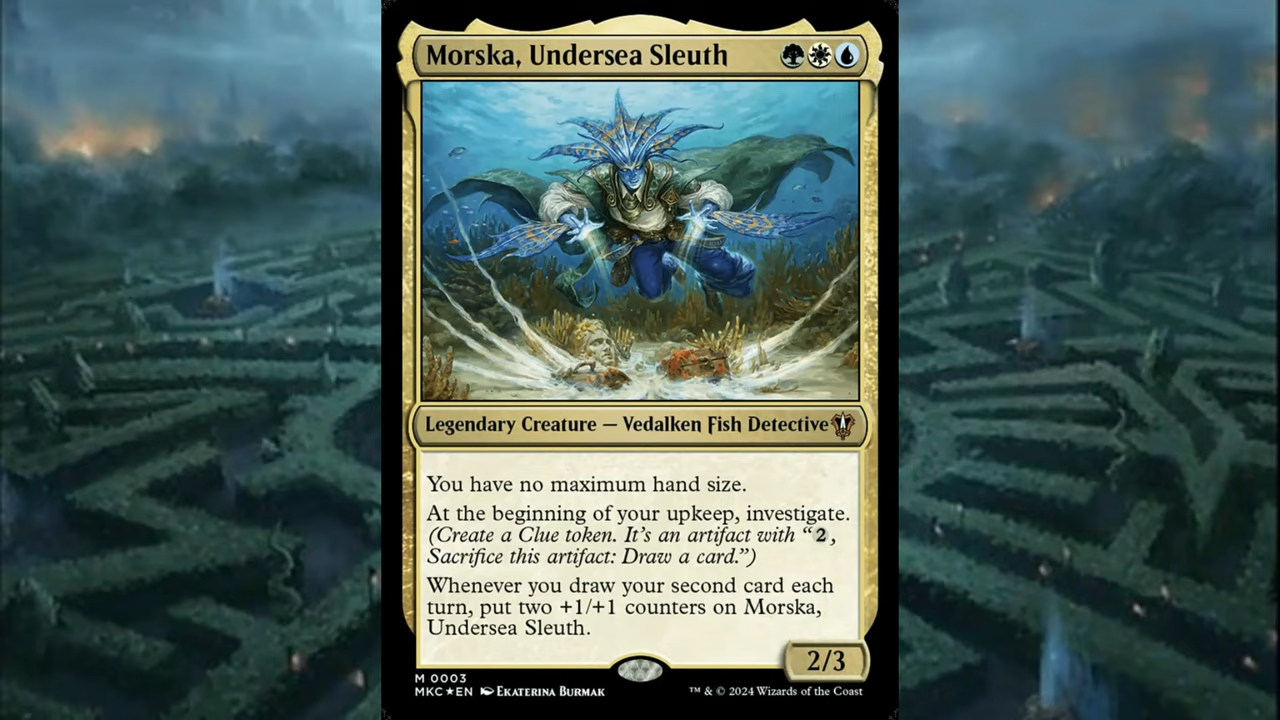 Morska, Undersea Sleuth
Legendary Creature — Vedalken Fish Detective
You have no maximum hand size.
At the beginning of your upkeep, investigate.
(Create a Clue token. It's an artifact with “2,
Sacrifice this artifact: Draw a card.”)
Whenever you draw your second card each
turn, put two +1/+1 counters on Morska,
Undersea Sleuth.
2/3
M 0003
MKC★EN Ekaterina Burmak
™ & © 2024 Wizards of the Coast